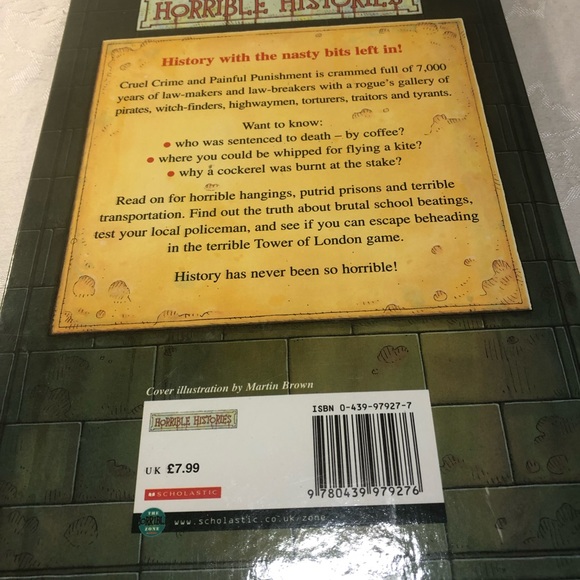 HORRIBLE HISTORIES
History with the nasty bits left in!
Cruel Crime and Painful Punishment is crammed full of 7,000
years of law-makers and law-breakers with a rogue's gallery of
pirates, witch-finders, highwaymen, torturers, traitors and tyrants.
Want to know:
• who was sentenced to death – by coffee?
• where you could be whipped for flying a kite?
• why a cockerel was burnt at the stake?
Read on for horrible hangings, putrid prisons and terrible
transportation. Find out the truth about brutal school beatings,
test your local policeman, and see if you can escape beheading
in the terrible Tower of London game.
History has never been so horrible!
Cover illustration by Martin Brown
HORRIBLE HISTORIES
ISBN 0-439-97927-7
UK £7.99
SCHOLASTIC
9 780439 979276
THE HORRIBLE ZONE
www.scholastic.co.uk/zone